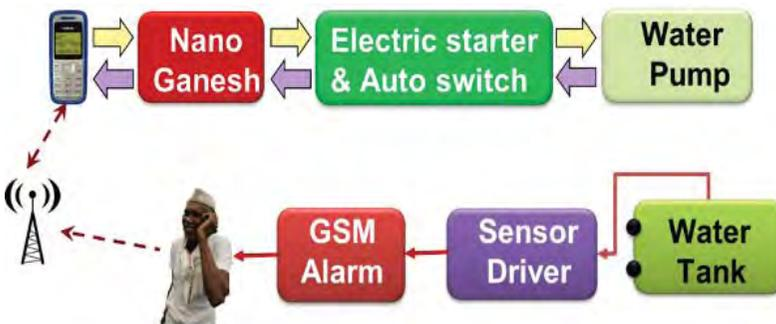 Nano
Ganesh
Electric starter
& Auto switch
Water
Pump
GSM
Alarm
Sensor
Driver
Water
Tank